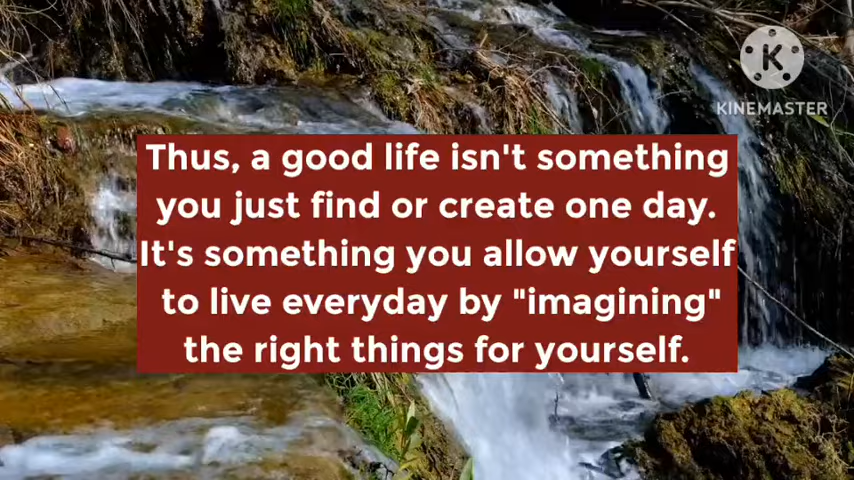 K
KINEMASTER
Thus, a good life isn't something
you just find or create one day.
It's something you allow yourself
to live everyday by "imagining"
the right things for yourself.